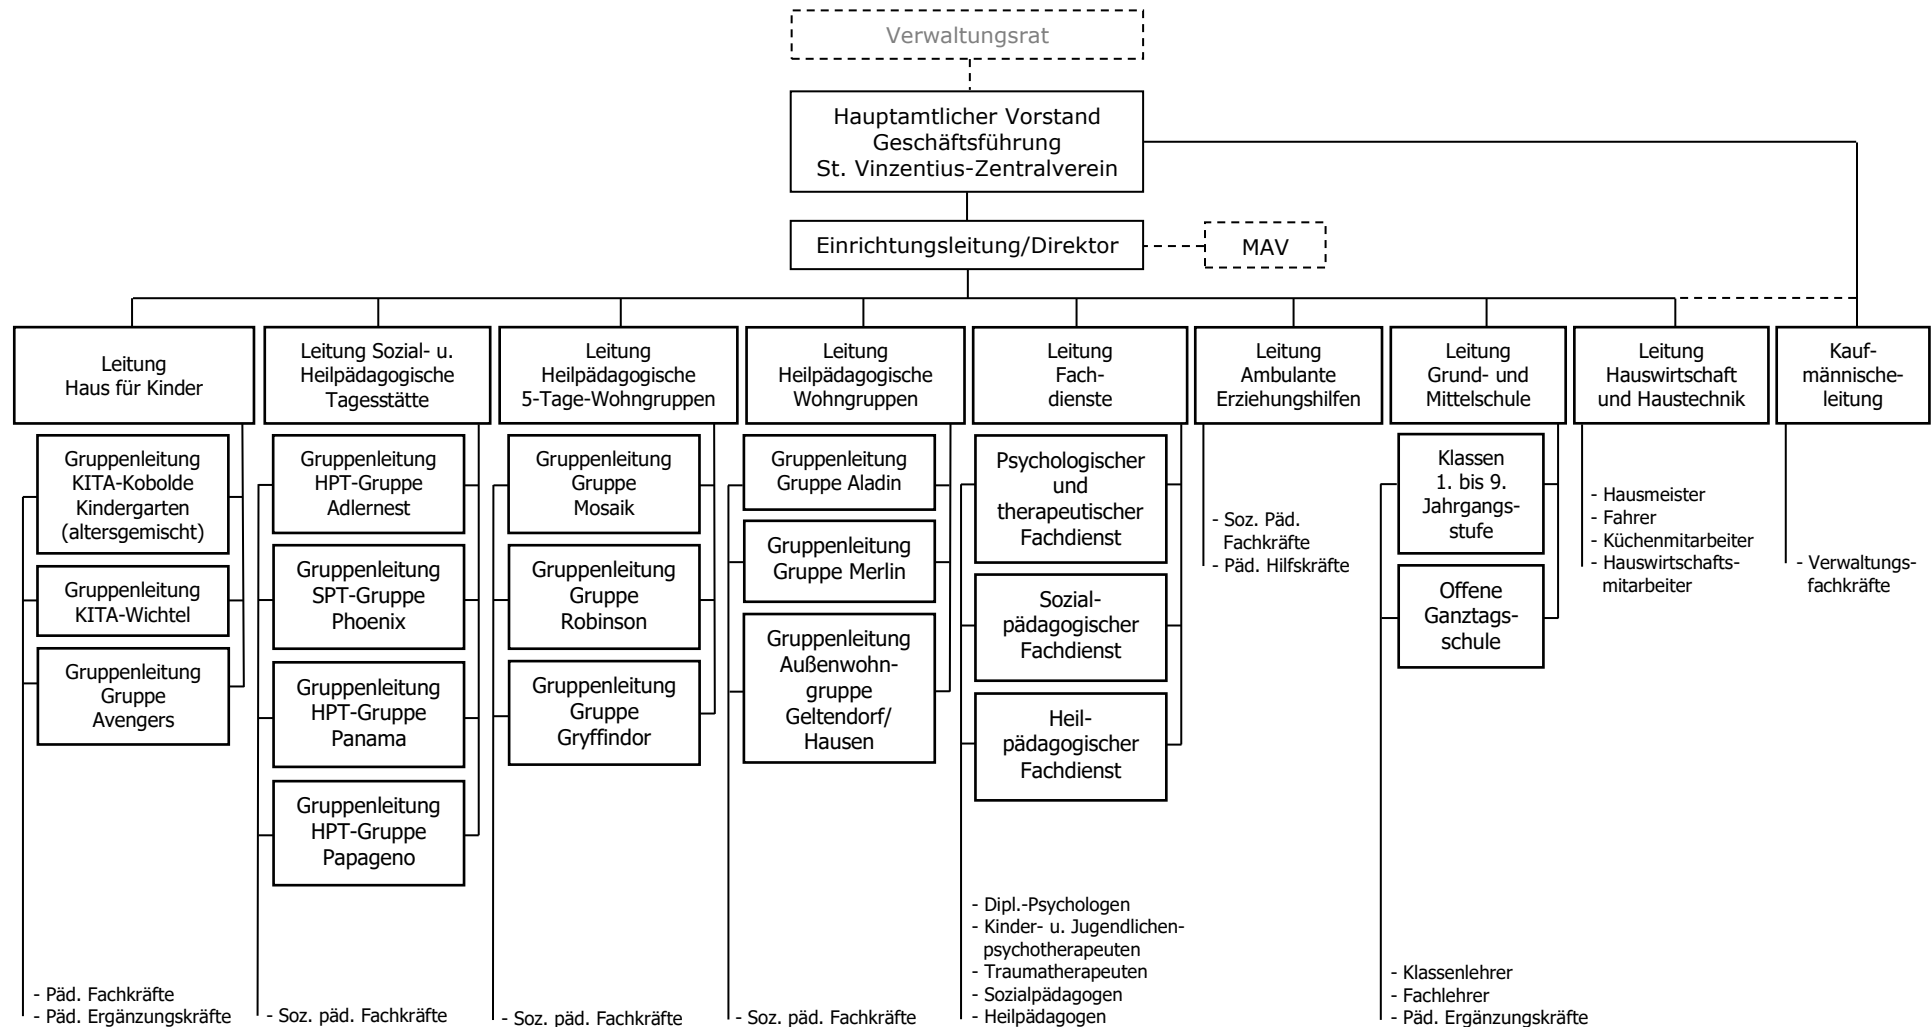 Verwaltungsrat
Hauptamtlicher Vorstand
Geschäftsführung
St. Vinzentius-Zentralverein
Einrichtungsleitung/Direktor
MAV
Leitung
Haus für Kinder
Leitung Sozial- u.
Heilpädagogische
Tagesstätte
Leitung
Heilpädagogische
5-Tage-Wohngruppen
Leitung
Heilpädagogische
Wohngruppen
Leitung
Fach-
dienste
Leitung
Ambulante
Erziehungshilfen
Leitung
Grund- und
Mittelschule
Leitung
Hauswirtschaft
und Haustechnik
Kauf-
männische-
leitung
Gruppenleitung
KITA-Kobolde
Kindergarten
(altersgemischt)
Gruppenleitung
KITA-Wichtel
Gruppenleitung
Gruppe
Avengers
- Päd. Fachkräfte
- Päd. Ergänzungskräfte
Gruppenleitung
HPT-Gruppe
Adlernest
Gruppenleitung
SPT-Gruppe
Phoenix
Gruppenleitung
HPT-Gruppe
Panama
Gruppenleitung
HPT-Gruppe
Papageno
- Soz. päd. Fachkräfte
Gruppenleitung
Gruppe
Mosaik
Gruppenleitung
Gruppe
Robinson
Gruppenleitung
Gruppe
Gryffindor
- Soz. päd. Fachkräfte
Gruppenleitung
Gruppe Aladin
Gruppenleitung
Gruppe Merlin
Gruppenleitung
Außenwohn-
gruppe
Geltendorf/
Hausen
- Soz. päd. Fachkräfte
Psychologischer
und
therapeutischer
Fachdienst
Sozial-
pädagogischer
Fachdienst
Heil-
pädagogischer
Fachdienst
- Dipl.-Psychologen
- Kinder- u. Jugendlichen-
psychotherapeuten
- Traumatherapeuten
- Sozialpädagogen
- Heilpädagogen
- Soz. Päd.
Fachkräfte
- Päd. Hilfskräfte
Klassen
1. bis 9.
Jahrgangs-
stufe
Offene
Ganztags-
schule
- Klassenlehrer
- Fachlehrer
- Päd. Ergänzungskräfte
- Hausmeister
- Fahrer
- Küchenmitarbeiter
- Hauswirtschafts-
mitarbeiter
- Verwaltungs-
fachkräfte